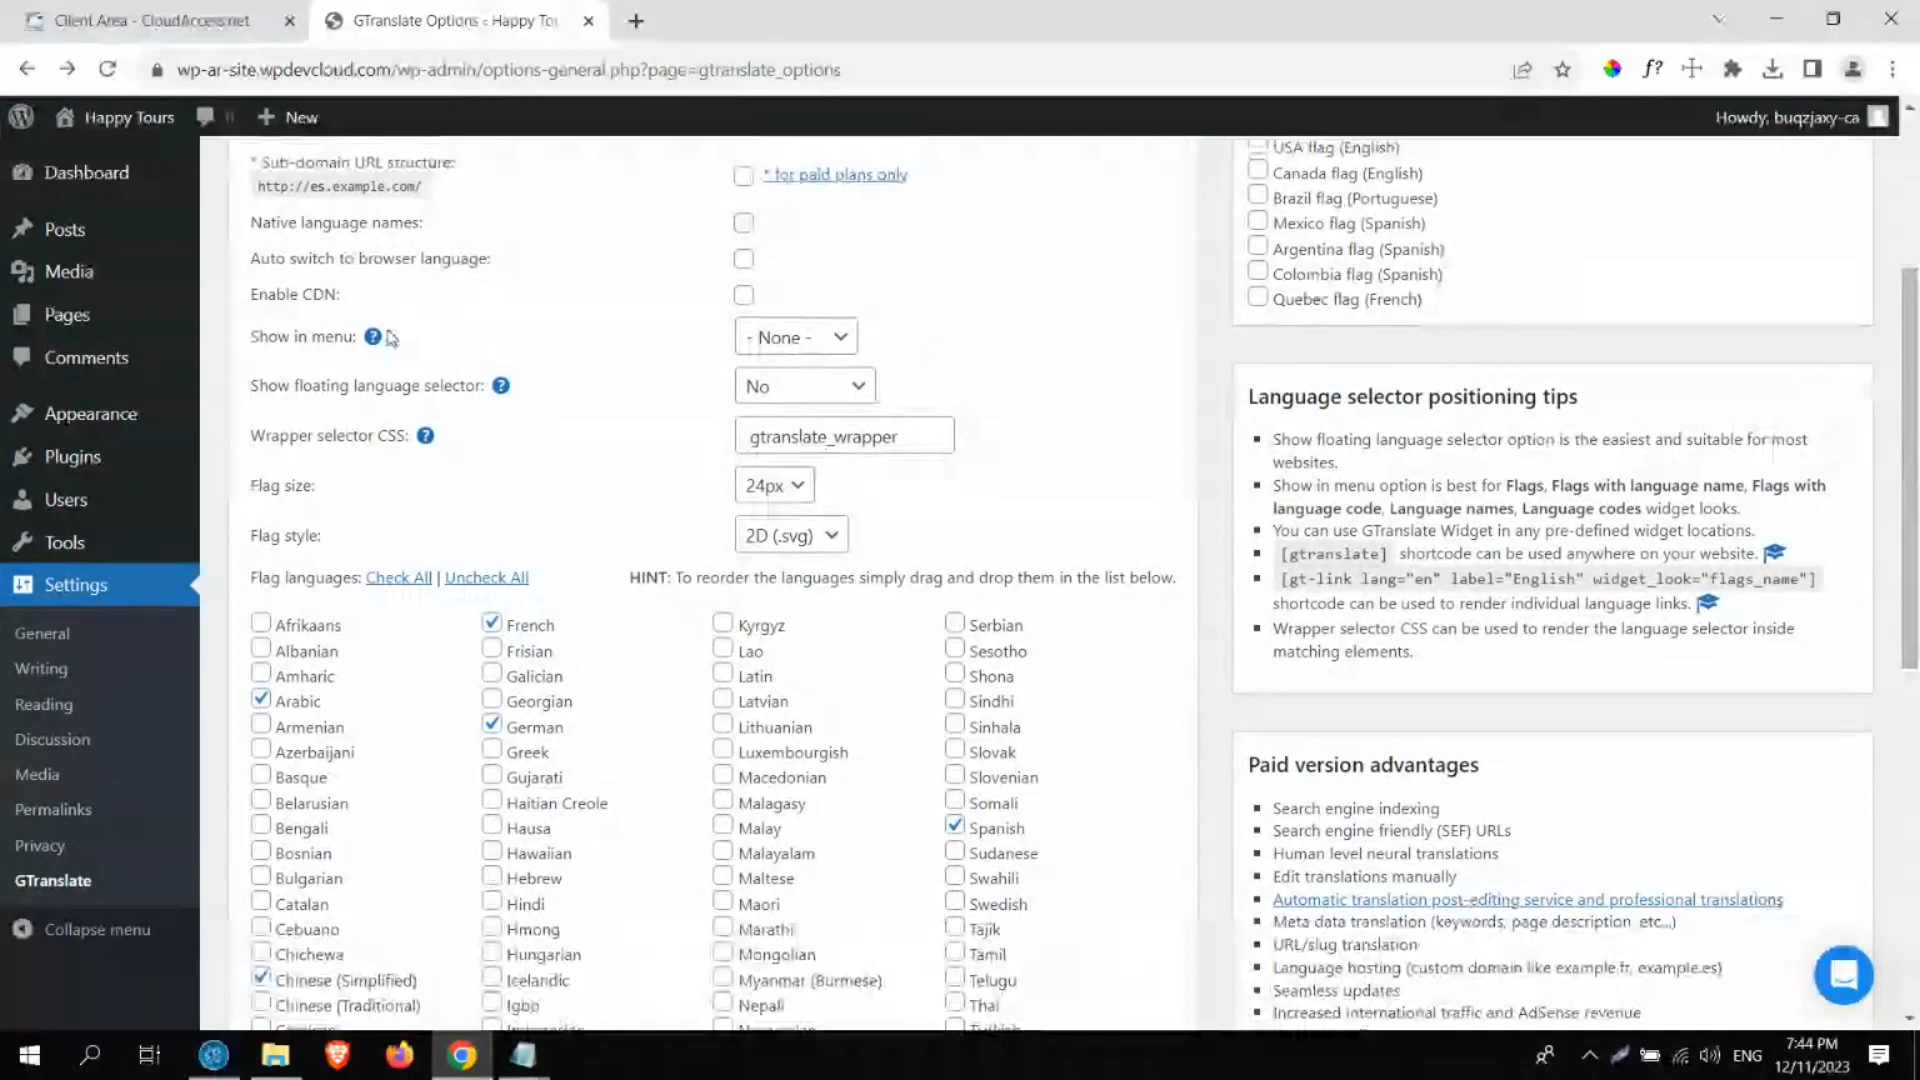 Client Area - CloudAccess.net
GTranslate Options ‹ Happy Tou
wp-ar-site.wpdevcloud.com/wp-admin/options-general.php?page=gtranslate_options
f?
Happy Tours
New
Howdy, buqzjaxy-ca
Dashboard
Posts
Media
Pages
Comments
Appearance
Plugins
Users
Tools
Settings
General
Writing
Reading
Discussion
Media
Permalinks
Privacy
GTranslate
Collapse menu
* Sub-domain URL structure:
http://es.example.com/
* for paid plans only
Native language names:
Auto switch to browser language:
Enable CDN:
Show in menu: ?
- None -
Show floating language selector: ?
No
Wrapper selector CSS: ?
.gtranslate_wrapper
Flag size:
24px
Flag style:
2D (.svg)
Flag languages: Check All | Uncheck All
HINT: To reorder the languages simply drag and drop them in the list below.
Afrikaans
Albanian
Amharic
Arabic
Armenian
Azerbaijani
Basque
Belarusian
Bengali
Bosnian
Bulgarian
Catalan
Cebuano
Chichewa
Chinese (Simplified)
Chinese (Traditional)
French
Frisian
Galician
Georgian
German
Greek
Gujarati
Haitian Creole
Hausa
Hawaiian
Hebrew
Hindi
Hmong
Hungarian
Icelandic
Igbo
Kyrgyz
Lao
Latin
Latvian
Lithuanian
Luxembourgish
Macedonian
Malagasy
Malay
Malayalam
Maltese
Maori
Marathi
Mongolian
Myanmar (Burmese)
Nepali
Serbian
Sesotho
Shona
Sindhi
Sinhala
Slovak
Slovenian
Somali
Spanish
Sudanese
Swahili
Swedish
Tajik
Tamil
Telugu
Thai
USA flag (English)
Canada flag (English)
Brazil flag (Portuguese)
Mexico flag (Spanish)
Argentina flag (Spanish)
Colombia flag (Spanish)
Quebec flag (French)
Language selector positioning tips
Show floating language selector option is the easiest and suitable for most
websites.
Show in menu option is best for Flags, Flags with language name, Flags with
language code, Language names, Language codes widget looks.
You can use GTranslate Widget in any pre-defined widget locations.
[gtranslate] shortcode can be used anywhere on your website.
[gt-link lang="en" label="English" widget_look="flags_name"]
shortcode can be used to render individual language links.
Wrapper selector CSS can be used to render the language selector inside
matching elements.
Paid version advantages
Search engine indexing
Search engine friendly (SEF) URLs
Human level neural translations
Edit translations manually
Automatic translation post-editing service and professional translations
Meta data translation (keywords, page description, etc...)
URL/slug translation
Language hosting (custom domain like example.fr, example.es)
Seamless updates
Increased international traffic and AdSense revenue
ENG
7:44 PM
12/11/2023